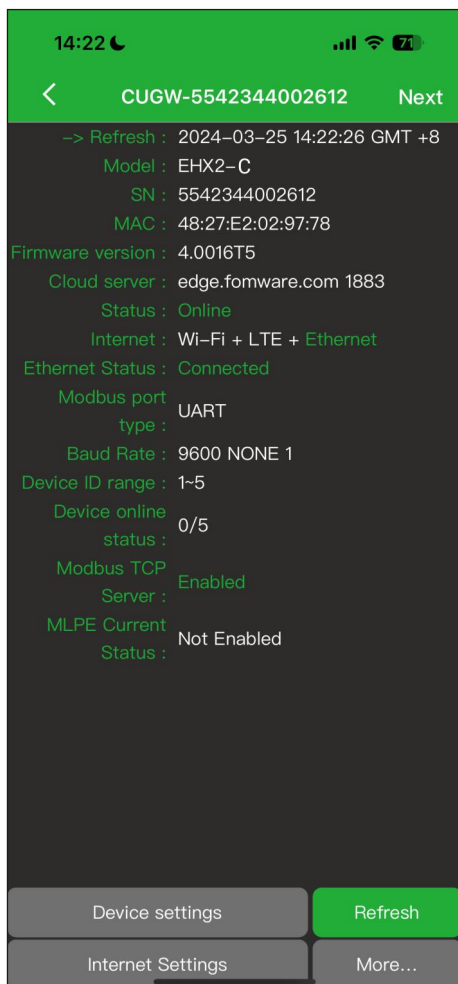 14:22
71
CUGW-5542344002612 Next
–> Refresh : 2024–03–25 14:22:26 GMT +8
Model : EHX2–C
SN : 5542344002612
MAC : 48:27:E2:02:97:78
Firmware version : 4.0016T5
Cloud server : edge.fomware.com 1883
Status : Online
Internet : Wi–Fi + LTE + Ethernet
Ethernet Status : Connected
Modbus port
type : UART
Baud Rate : 9600 NONE 1
Device ID range : 1~5
Device online
status : 0/5
Modbus TCP
Server : Enabled
MLPE Current
Status : Not Enabled
Device settings Refresh
Internet Settings More...